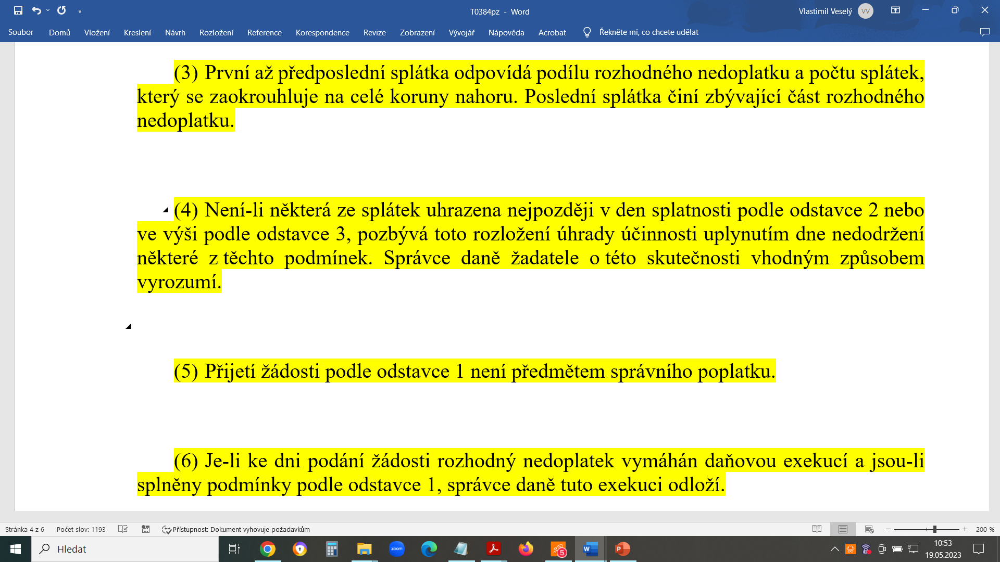 T0384pz - Word
Vlastimil Veselý VV
Soubor Domů Vložení Kreslení Návrh Rozložení Reference Korespondence Revize Zobrazení Vývojář Nápověda Acrobat Řekněte mi, co chcete udělat
(3) První až předposlední splátka odpovídá podílu rozhodného nedoplatku a počtu splátek,
který se zaokrouhluje na celé koruny nahoru. Poslední splátka činí zbývající část rozhodného
nedoplatku.
(4) Není-li některá ze splátek uhrazena nejpozději v den splatnosti podle odstavce 2 nebo
ve výši podle odstavce 3, pozbývá toto rozložení úhrady účinnosti uplynutím dne nedodržení
některé z těchto podmínek. Správce daně žadatele o této skutečnosti vhodným způsobem
vyrozumí.
(5) Přijetí žádosti podle odstavce 1 není předmětem správního poplatku.
(6) Je-li ke dni podání žádosti rozhodný nedoplatek vymáhán daňovou exekucí a jsou-li
splněny podmínky podle odstavce 1, správce daně tuto exekuci odloží.
Stránka 4 z 6 Počet slov: 1193 Přístupnost: Dokument vyhovuje požadavkům 200 %
Hledat
zoom
5
W
P
10:53
19.05.2023